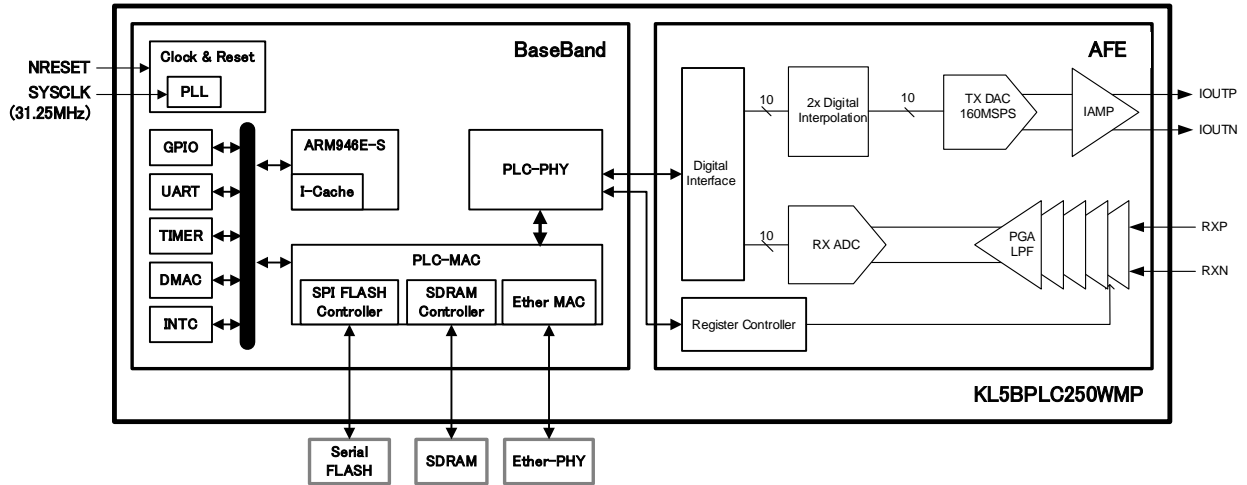 BaseBand
AFE
Clock & Reset
PLL
NRESET
SYSCLK
(31.25MHz)
GPIO
UART
TIMER
DMAC
INTC
ARM946E-S
I-Cache
PLC-PHY
PLC-MAC
SPI FLASH
Controller
SDRAM
Controller
Ether MAC
Digital
Interface
10
2x Digital
Interpolation
10
TX DAC
160MSPS
IAMP
IOUTP
IOUTN
10
RX ADC
PGA
LPF
RXP
RXN
Register Controller
KL5BPLC250WMP
Serial
FLASH
SDRAM
Ether-PHY